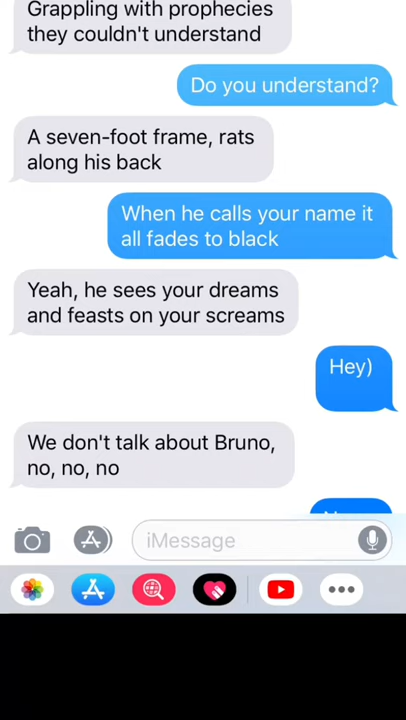 Grappling with prophecies
they couldn't understand
Do you understand?
A seven-foot frame, rats
along his back
When he calls your name it
all fades to black
Yeah, he sees your dreams
and feasts on your screams
Hey)
We don't talk about Bruno,
no, no, no
iMessage